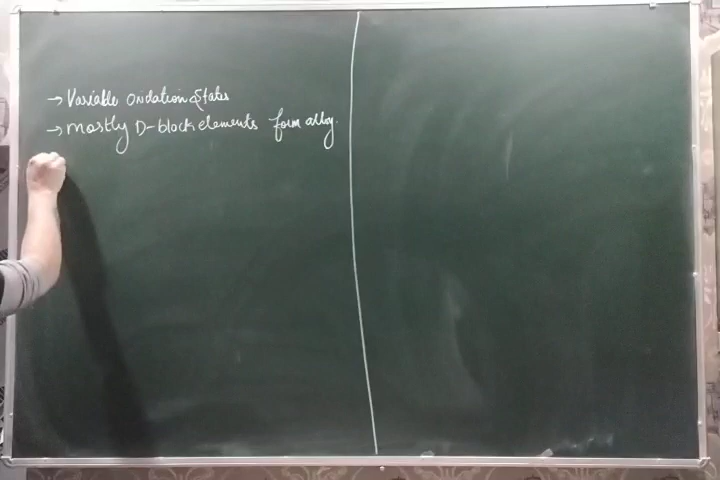 → Variable Oxidation States
→ mostly D-block elements form alloy.